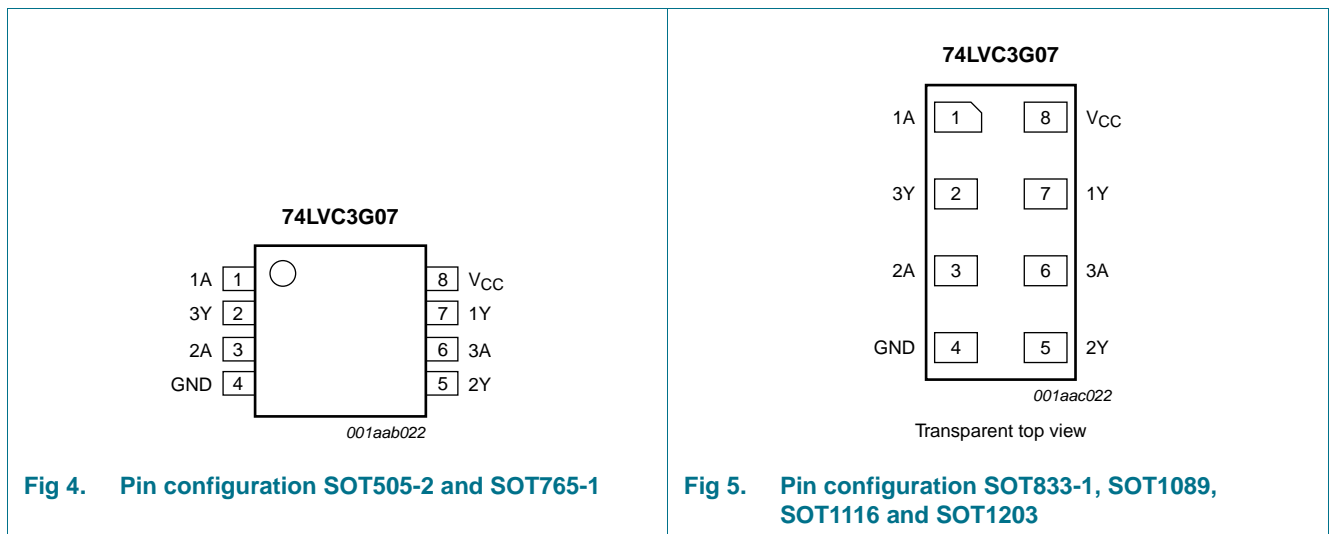 74LVC3G07
1A 1 8 VCC
3Y 2 7 1Y
2A 3 6 3A
GND 4 5 2Y
001aab022
Fig 4. Pin configuration SOT505-2 and SOT765-1
74LVC3G07
1A 1 8 VCC
3Y 2 7 1Y
2A 3 6 3A
GND 4 5 2Y
001aac022
Transparent top view
Fig 5. Pin configuration SOT833-1, SOT1089,
SOT1116 and SOT1203